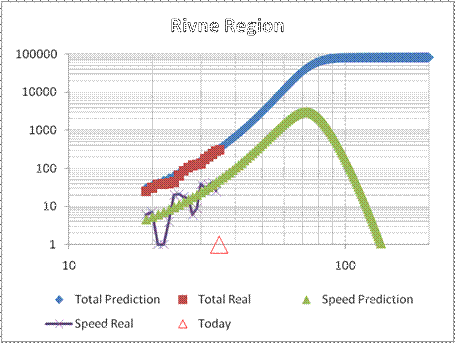 Rivne Region
100000
10000
1000
100
10
1
10 100
Total Prediction Total Real Speed Prediction
Speed Real Today